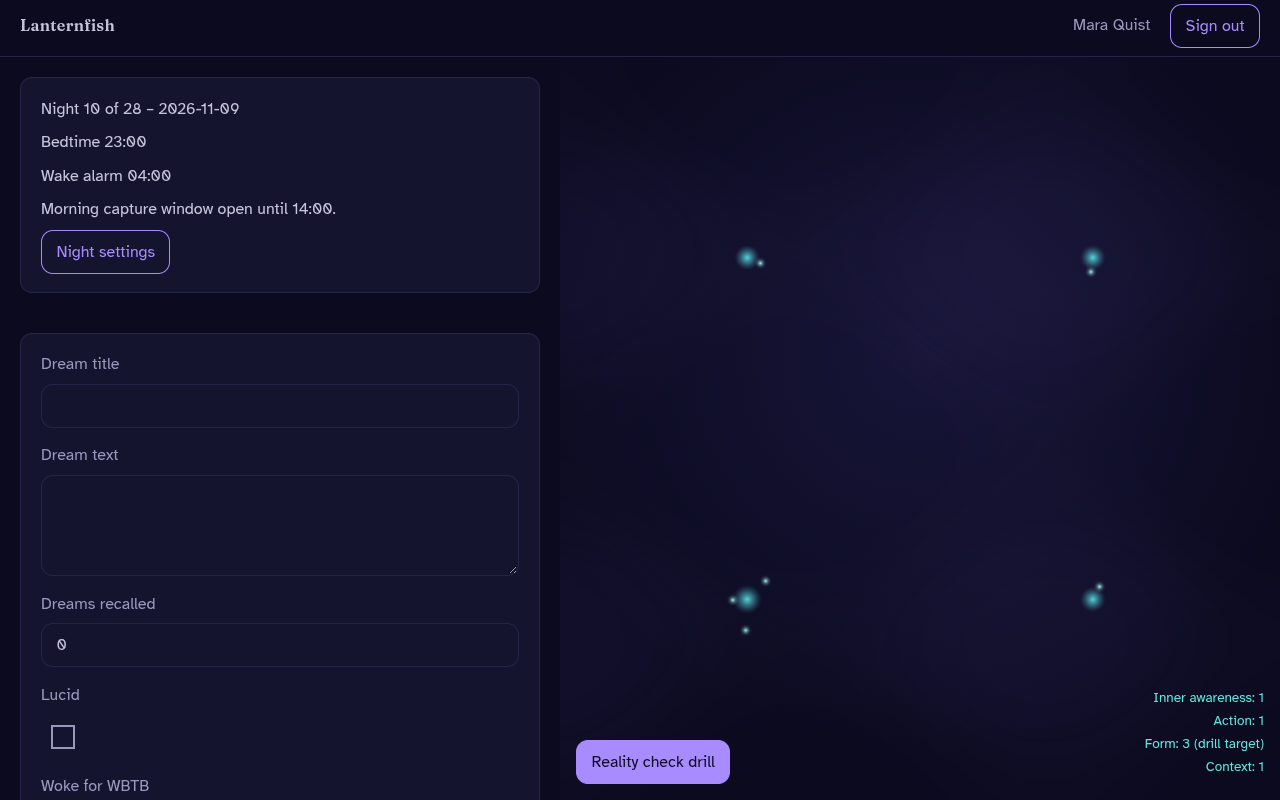 Lanternfish
Mara Quist
Sign out
Night 10 of 28 – 2026-11-09
Bedtime 23:00
Wake alarm 04:00
Morning capture window open until 14:00.
Night settings
Dream title
Dream text
Dreams recalled
0
Lucid
Woke for WBTB
Reality check drill
Inner awareness: 1
Action: 1
Form: 3 (drill target)
Context: 1